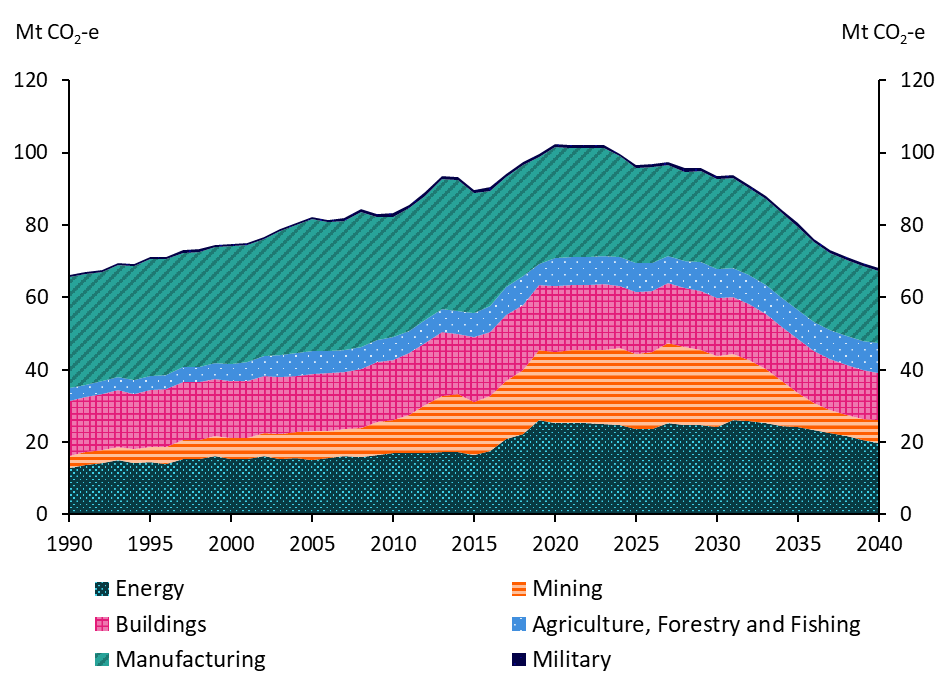 Mt CO₂-e Mt CO₂-e
120 120
100 100
80 80
60 60
40 40
20 20
0 0
1990 1995 2000 2005 2010 2015 2020 2025 2030 2035 2040
Energy Mining
Buildings Agriculture, Forestry and Fishing
Manufacturing Military